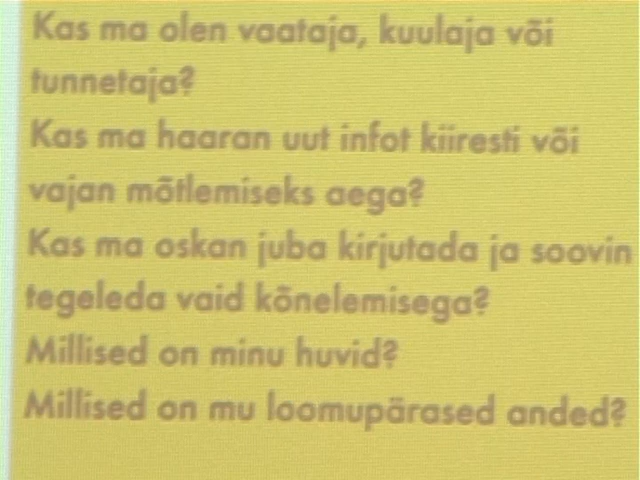 Kas ma olen vaataja, kuulaja või
tunnetaja?
Kas ma haaran uut infot kiiresti või
vajan mõtlemiseks aega?
Kas ma oskan juba kirjutada ja soovin
tegeleda vaid kõnelemisega?
Millised on minu huvid?
Millised on mu loomupärased anded?